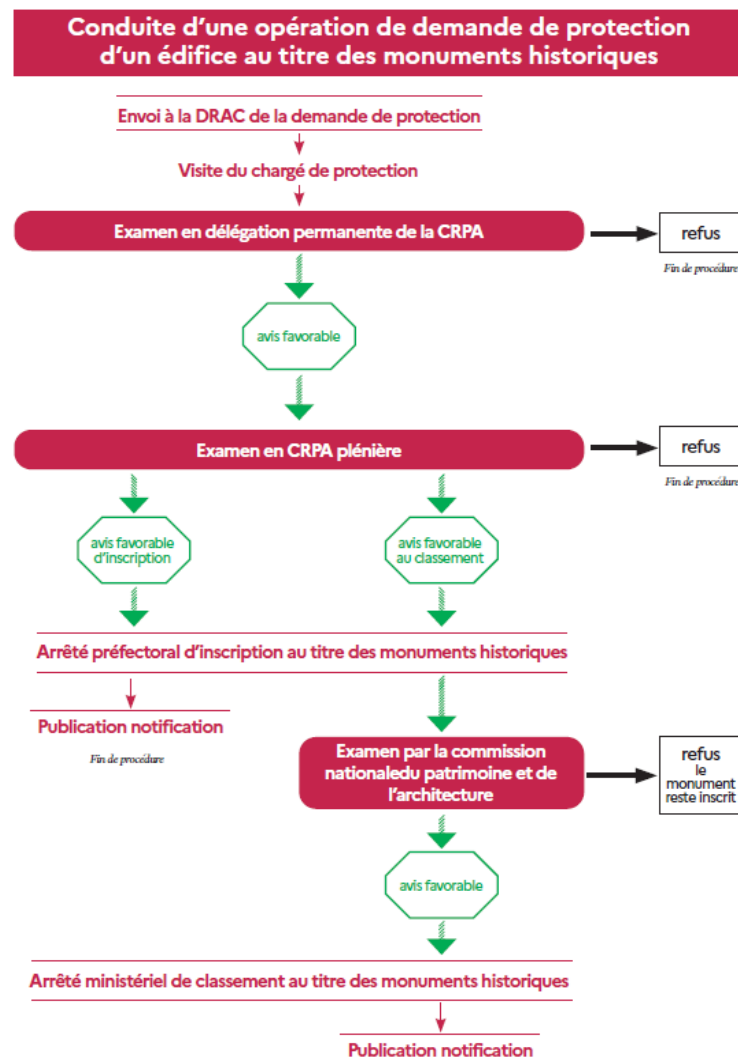 Conduite d'une opération de demande de protection
d'un édifice au titre des monuments historiques
Envoi à la DRAC de la demande de protection
Visite du chargé de protection
Examen en délégation permanente de la CRPA
refus
Fin de procédure
avis favorable
Examen en CRPA plénière
refus
Fin de procédure
avis favorable
d'inscription
avis favorable
au classement
Arrêté préfectoral d'inscription au titre des monuments historiques
Publication notification
Fin de procédure
Examen par la commission
nationaledu patrimoine et de
l'architecture
refus
le
monument
reste inscrit
avis favorable
Arrêté ministériel de classement au titre des monuments historiques
Publication notification